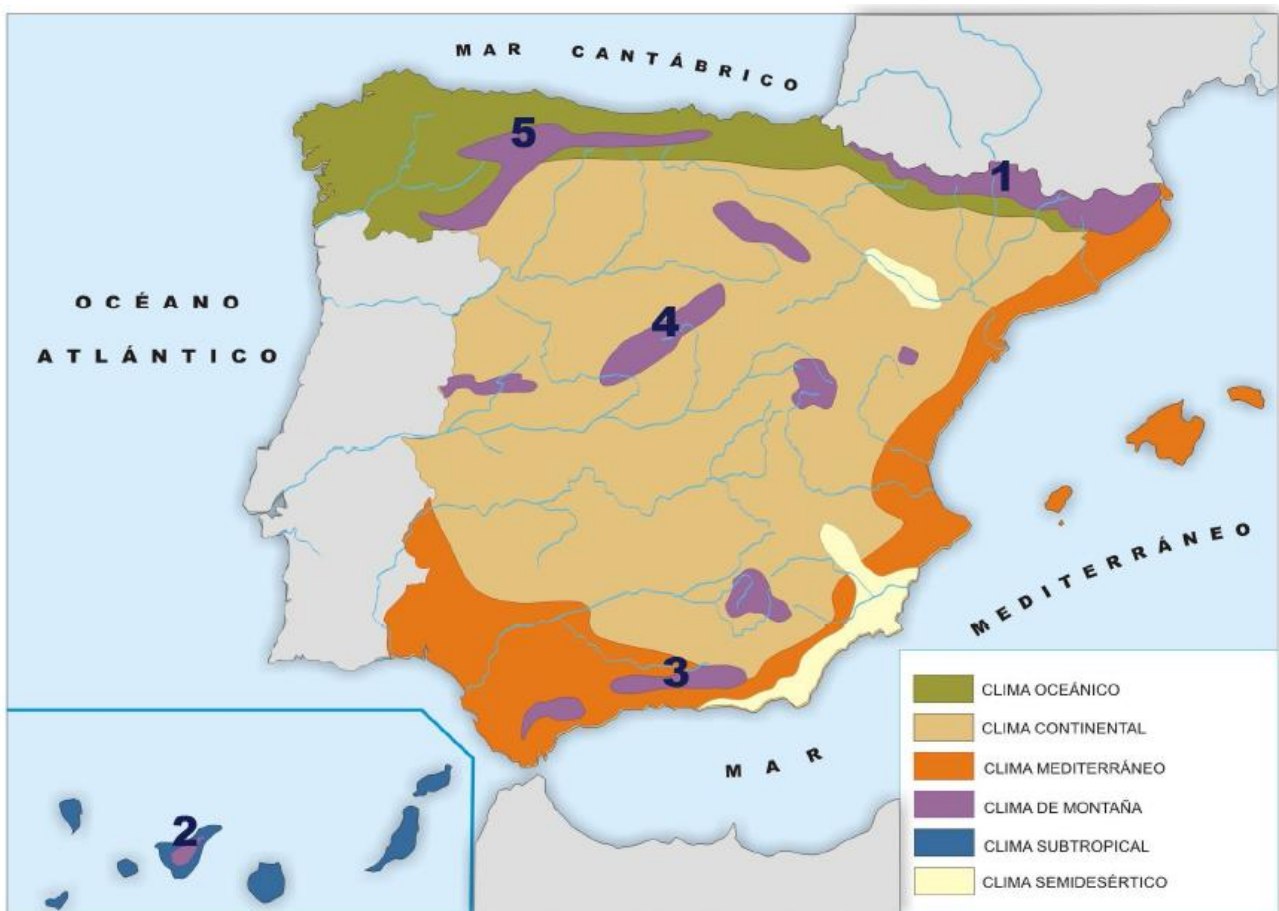 MAR CANTÁBRICO
5
1
OCÉANO
ATLÁNTICO
4
MEDITERRÁNEO
3
MAR
2
CLIMA OCEÁNICO
CLIMA CONTINENTAL
CLIMA MEDITERRÁNEO
CLIMA DE MONTAÑA
CLIMA SUBTROPICAL
CLIMA SEMIDESÉRTICO